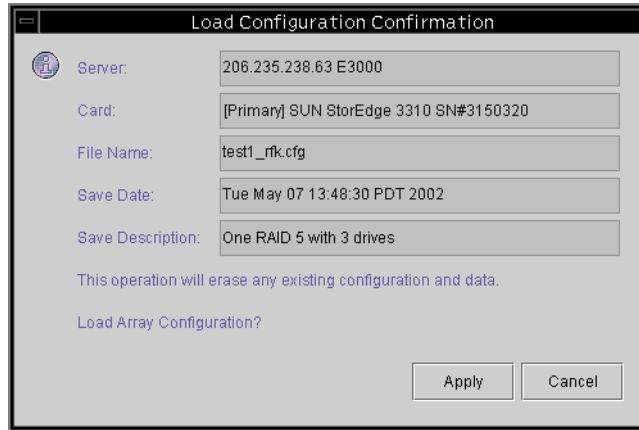 Load Configuration Confirmation
Server: 206.235.238.63 E3000
Card: [Primary] SUN StorEdge 3310 SN#3150320
File Name: test1_rfk.cfg
Save Date: Tue May 07 13:48:30 PDT 2002
Save Description: One RAID 5 with 3 drives
This operation will erase any existing configuration and data.
Load Array Configuration?
Apply Cancel